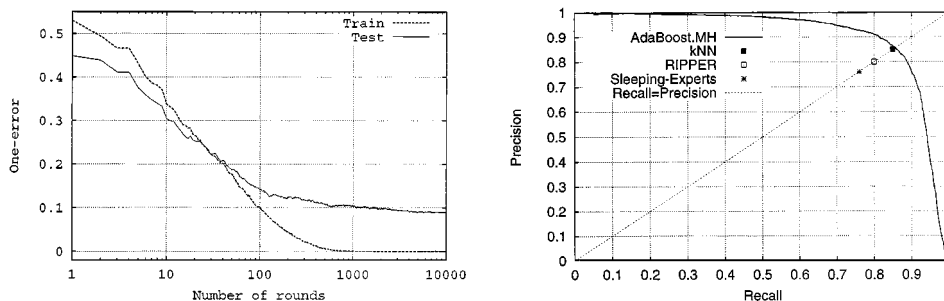 0.5
0.4
0.3
0.2
0.1
0
One-error
Train
Test
1
10
100
1000
10000
Number of rounds
1
0.9
0.8
0.7
0.6
0.5
0.4
0.3
0.2
0.1
0
Precision
AdaBoost.MH
kNN
RIPPER
Sleeping-Experts
Recall=Precision
0 0.1 0.2 0.3 0.4 0.5 0.6 0.7 0.8 0.9
Recall